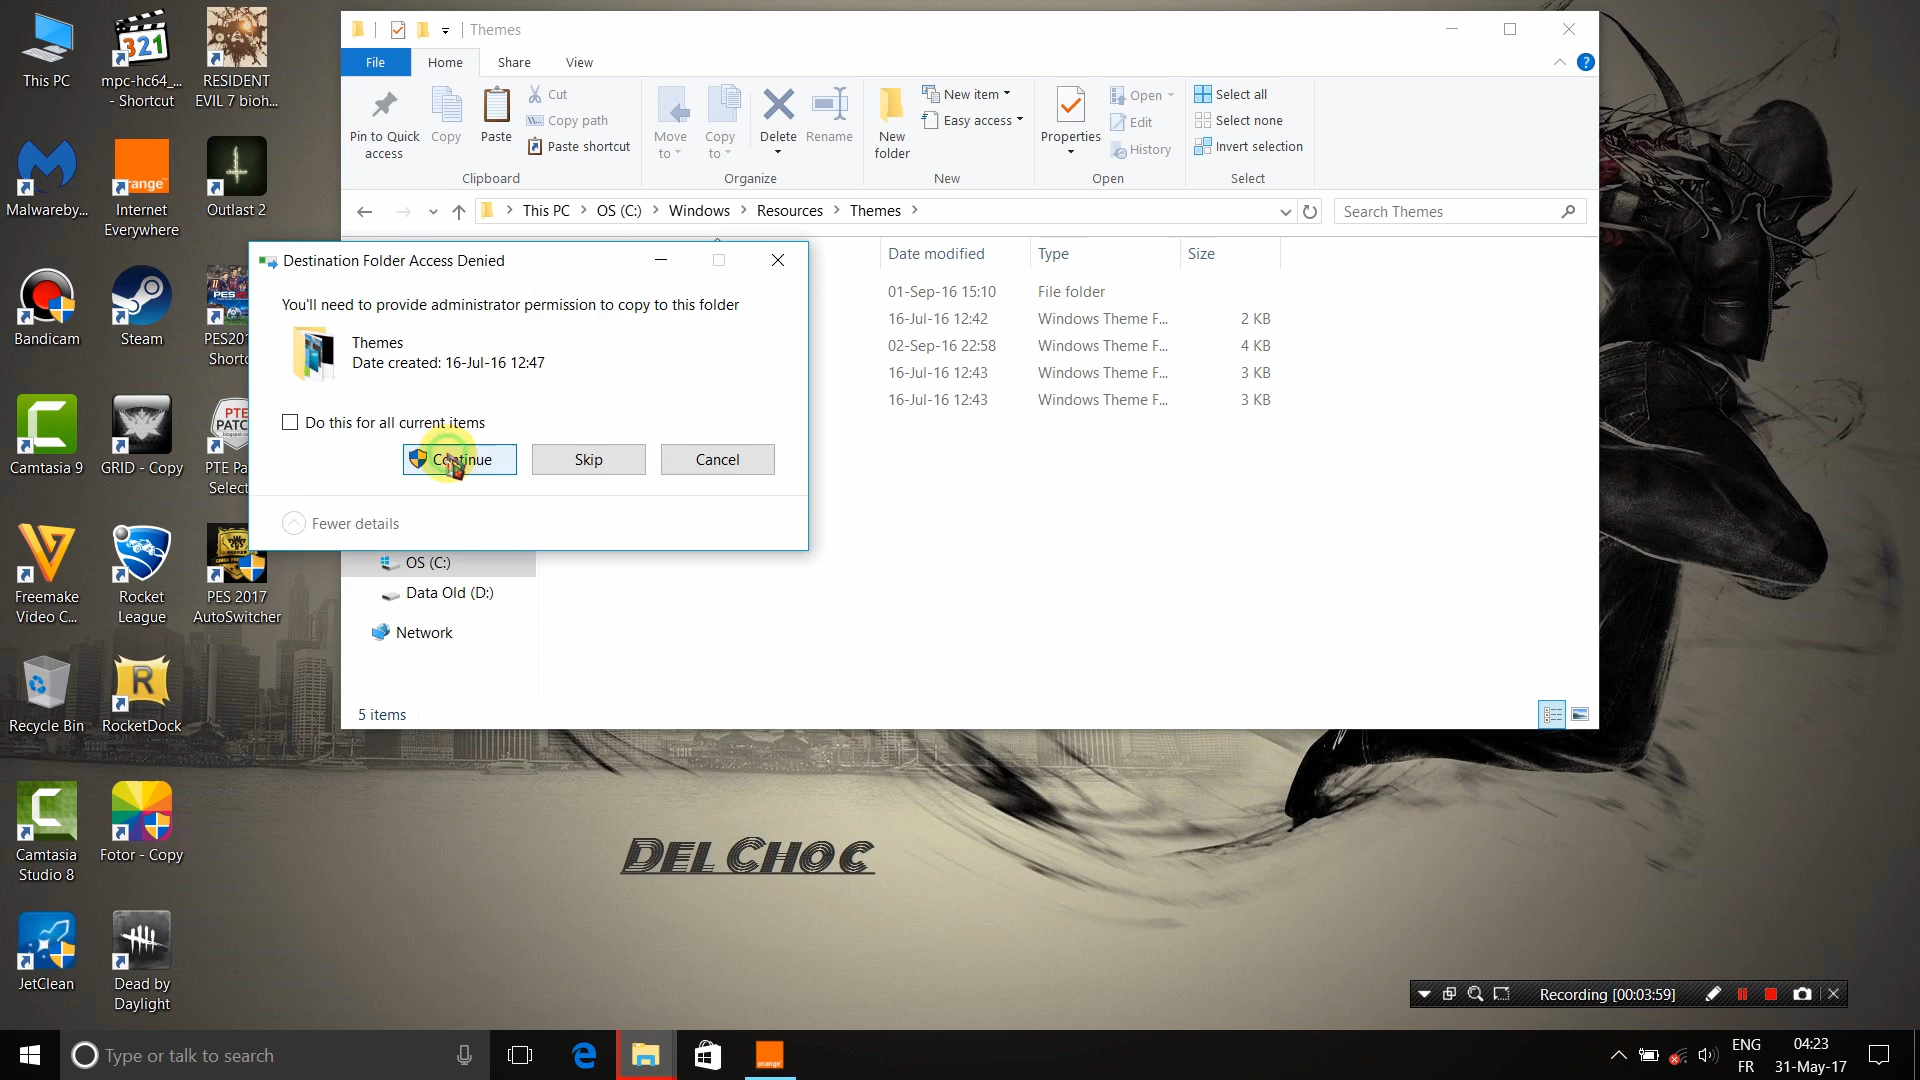 This PC
mpc-hc64_...
- Shortcut
RESIDENT
EVIL 7 bioh...
Malwareby...
Internet
Everywhere
Outlast 2
Bandicam
Steam
PES201
Shortc
Camtasia 9
GRID - Copy
PTE Pa
Select
Freemake
Video C...
Rocket
League
PES 2017
AutoSwitcher
Recycle Bin
RocketDock
Camtasia
Studio 8
Fotor - Copy
JetClean
Dead by
Daylight
Themes
File
Home
Share
View
Pin to Quick
access
Copy
Paste
Cut
Copy path
Paste shortcut
Clipboard
Move
to
Copy
to
Delete
Rename
Organize
New
folder
New item
Easy access
New
Properties
Open
Edit
History
Open
Select all
Select none
Invert selection
Select
This PC > OS (C:) > Windows > Resources > Themes >
Search Themes
Date modified
Type
Size
01-Sep-16 15:10 File folder
16-Jul-16 12:42 Windows Theme F... 2 KB
02-Sep-16 22:58 Windows Theme F... 4 KB
16-Jul-16 12:43 Windows Theme F... 3 KB
16-Jul-16 12:43 Windows Theme F... 3 KB
Destination Folder Access Denied
You'll need to provide administrator permission to copy to this folder
Themes
Date created: 16-Jul-16 12:47
Do this for all current items
Continue
Skip
Cancel
Fewer details
OS (C:)
Data Old (D:)
Network
5 items
Del Choc
Recording [00:03:59]
Type or talk to search
ENG
FR
04:23
31-May-17